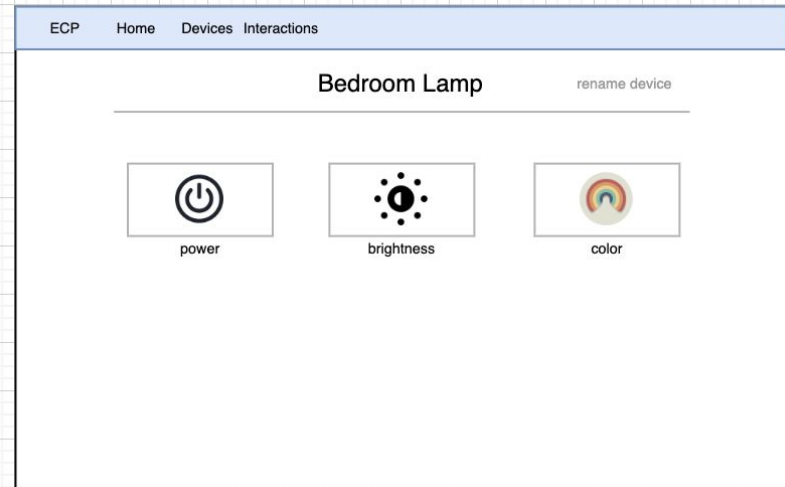 ECP Home Devices Interactions
Bedroom Lamp rename device
power brightness color